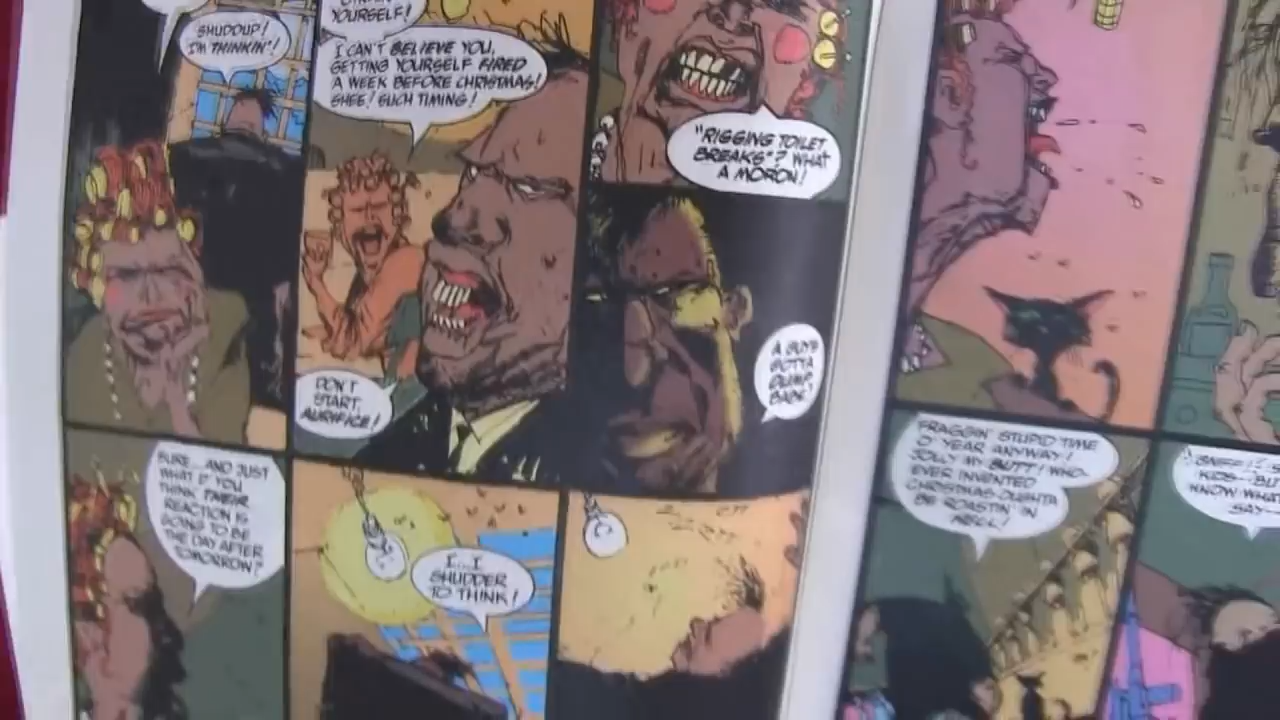 SHUDDUP!
I'M THINKIN'!
YOURSELF!
I CAN'T BELIEVE YOU,
GETTING YOURSELF FIRED
A WEEK BEFORE CHRISTMAS!
SHEE! SUCH TIMING!
DON'T
START,
AURIFICE!
"RIGGING TOILET
BREAKS"? WHAT
A MORON!
A GUY'S
GOTTA
DUMP,
BABE!
SURE... AND JUST
WHAT D'YOU
THINK THEIR
REACTION IS
GOING TO BE
THE DAY AFTER
TOMORROW?
I... I
SHUDDER
TO THINK!
FRAGGIN' STUPID TIME
O' YEAR ANYWAY!
JOLLY MY BUTT! WHO-
EVER INVENTED
CHRISTMAS OUGHTA
BE ROASTIN' IN
HELL!
KIDS--BUT
KNOW WHAT
SAY--